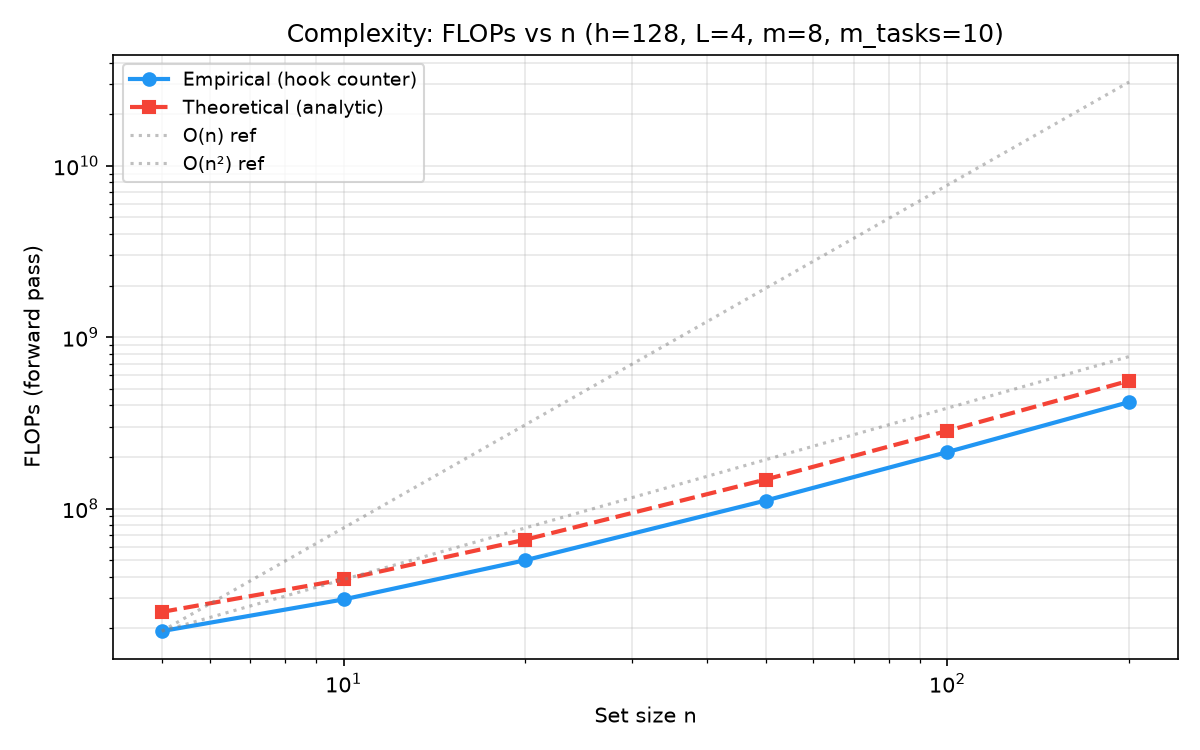 Complexity: FLOPs vs n (h=128, L=4, m=8, m_tasks=10)
Empirical (hook counter)
Theoretical (analytic)
O(n) ref
O(n²) ref
10¹⁰
10⁹
10⁸
FLOPs (forward pass)
10¹
10²
Set size n